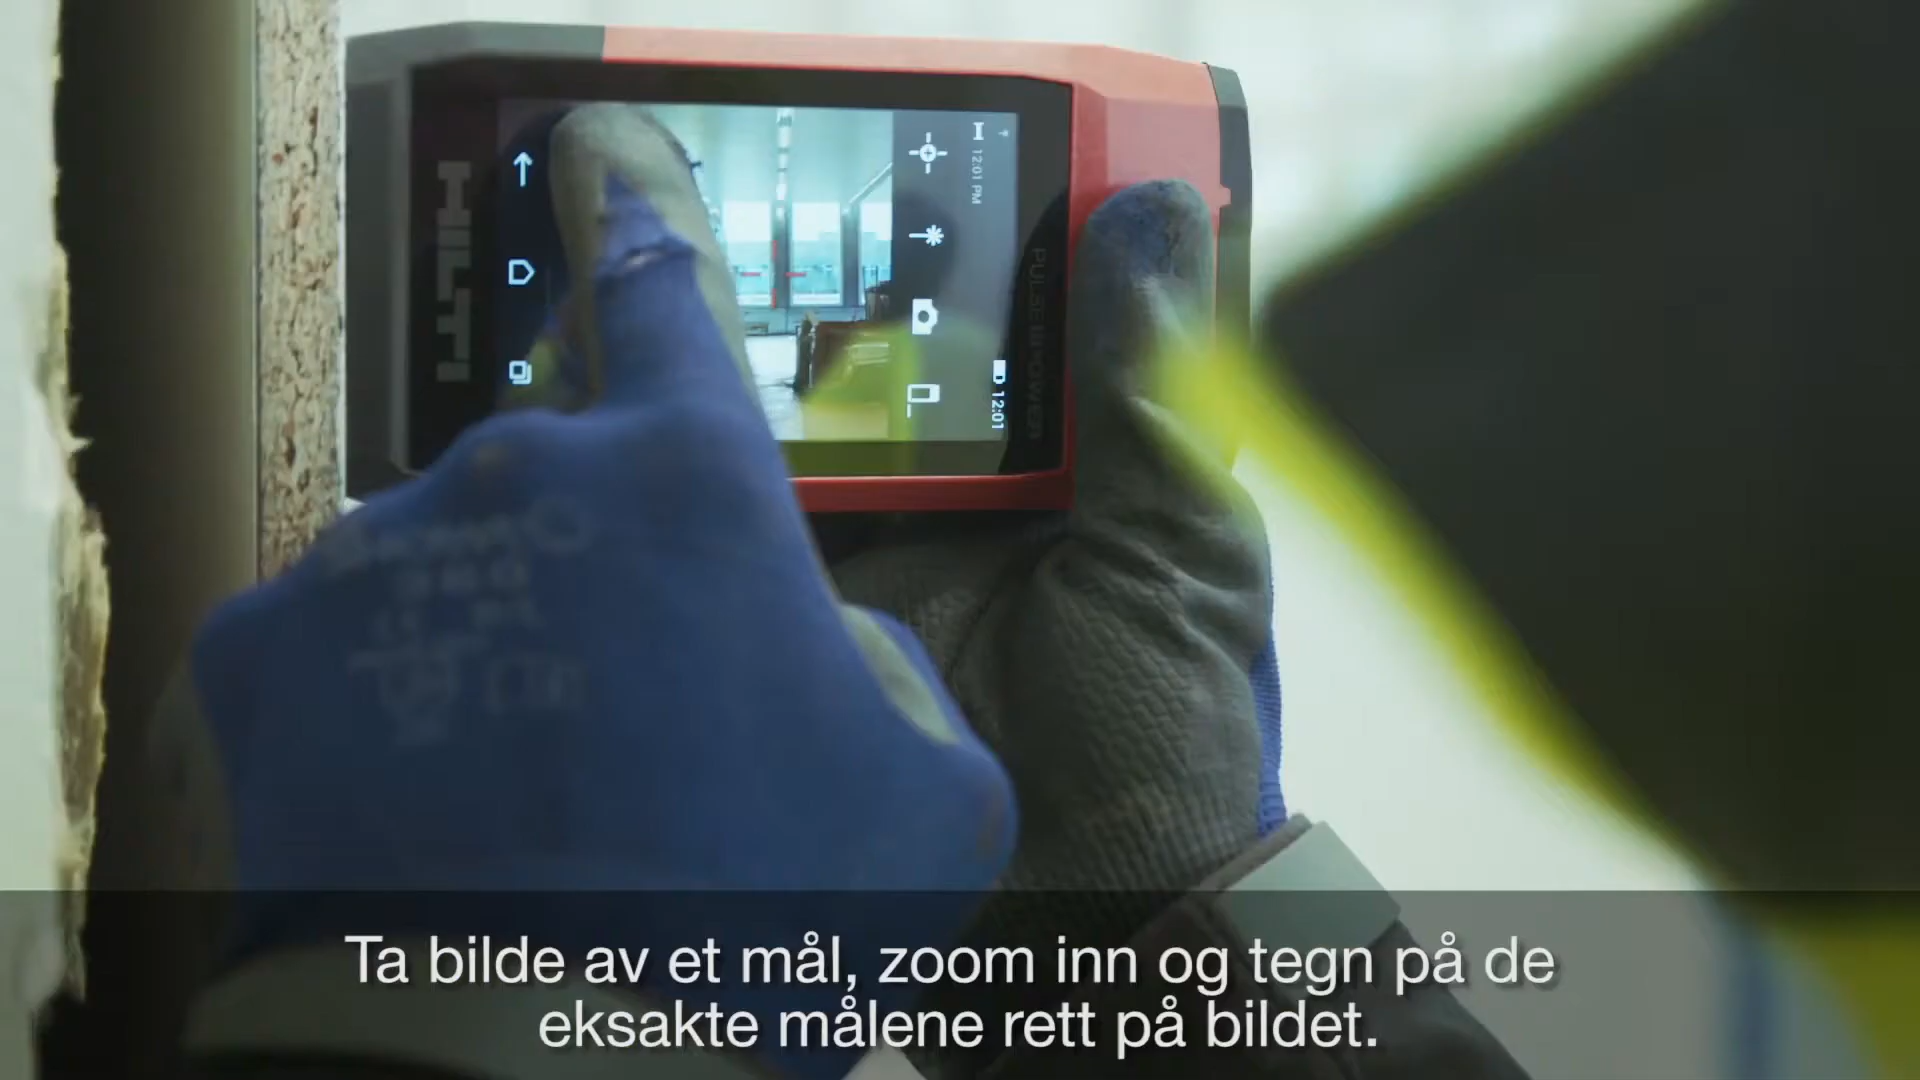 HILTI
I 12:01 PM
12:01
PULSE POWER
Ta bilde av et mål, zoom inn og tegn på de
eksakte målene rett på bildet.